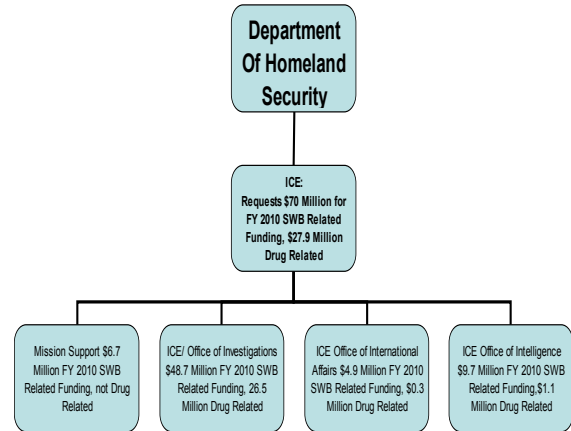 Department
Of Homeland
Security
ICE:
Requests $70 Million for
FY 2010 SWB Related
Funding, $27.9 Million
Drug Related
Mission Support $6.7
Million FY 2010 SWB
Related Funding, not Drug
Related
ICE/ Office of Investigations
$48.7 Million FY 2010 SWB
Related Funding, 26.5
Million Drug Related
ICE Office of International
Affairs $4.9 Million FY 2010
SWB Related Funding, $0.3
Million Drug Related
ICE Office of Intelligence
$9.7 Million FY 2010 SWB
Related Funding,$1.1
Million Drug Related